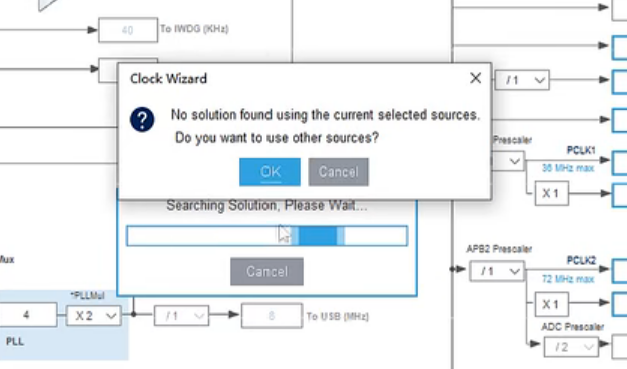 40
To IWDG (KHz)
/ 1
Clock Wizard
No solution found using the current selected sources.
Do you want to use other sources?
OK
Cancel
Prescaler
PCLK1
36 MHz max
X 1
Searching Solution, Please Wait...
Cancel
APB2 Prescaler
PCLK2
/ 1
72 MHz max
X 1
Mux
*PLLMul
4
X 2
/ 1
8
To USB (MHz)
ADC Prescaler
/ 2
PLL